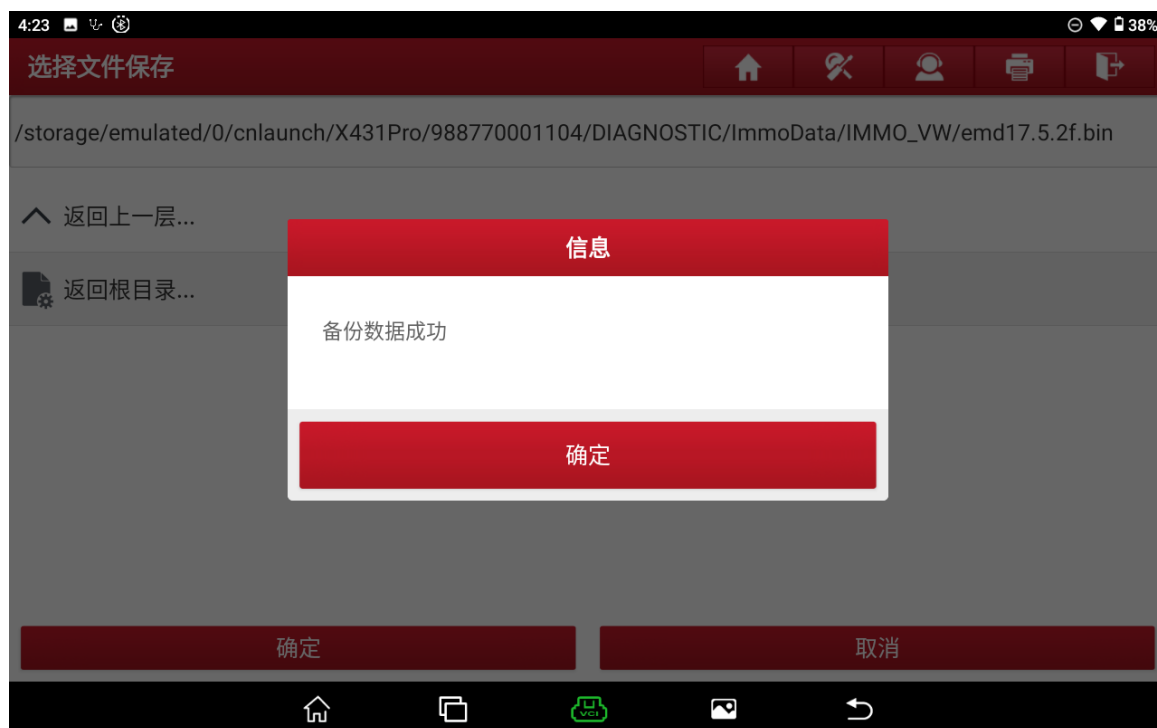 4:23
38%
选择文件保存
/storage/emulated/0/cnlaunch/X431Pro/988770001104/DIAGNOSTIC/ImmoData/IMMO_VW/emd17.5.2f.bin
返回上一层...
信息
返回根目录...
备份数据成功
确定
确定
取消
VCI